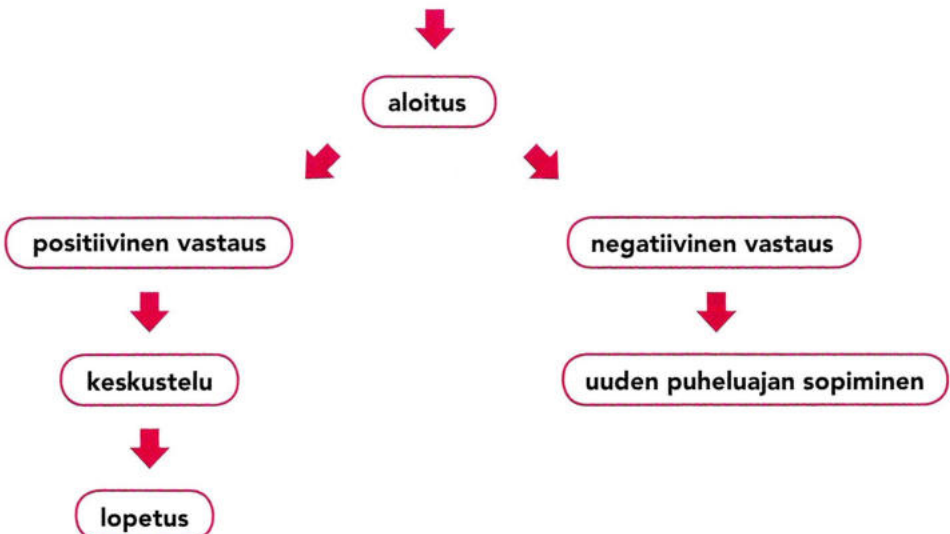 aloitus
positiivinen vastaus
negatiivinen vastaus
keskustelu
uuden puheluajan sopiminen
lopetus